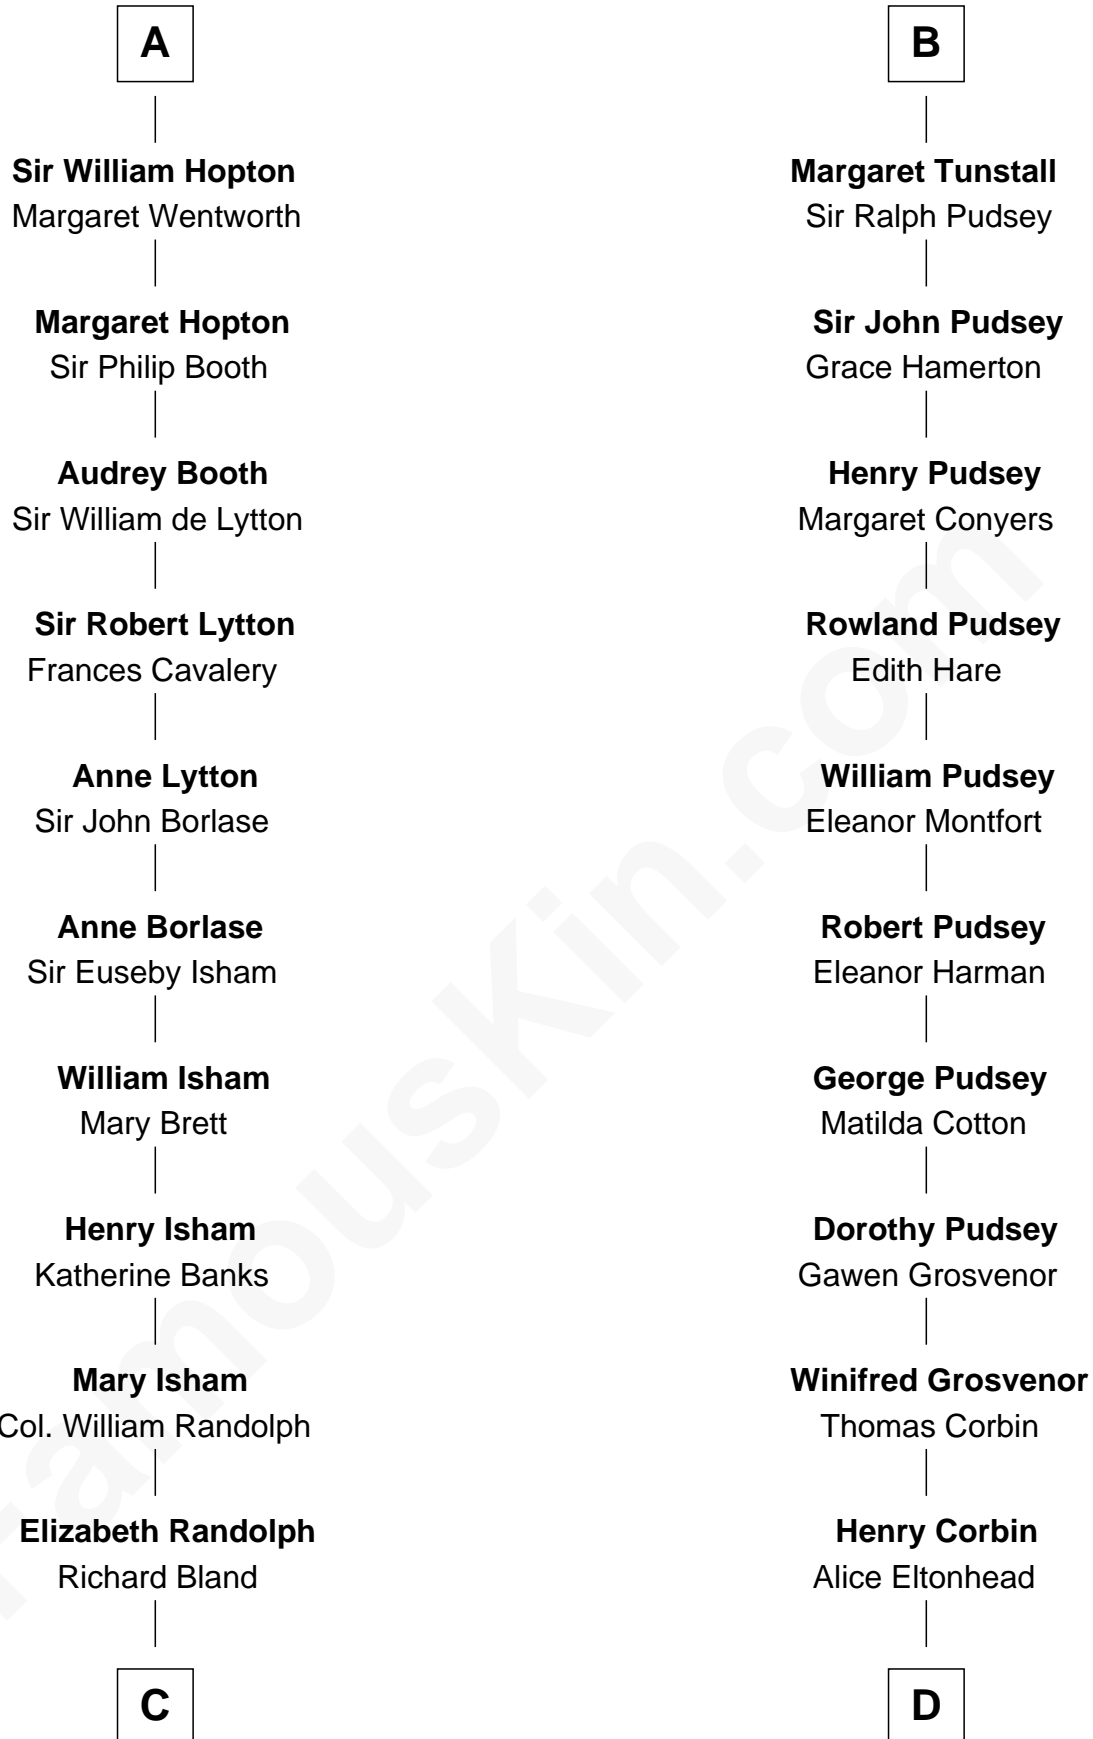 A
Sir William Hopton
Margaret Wentworth
Margaret Hopton
Sir Philip Booth
Audrey Booth
Sir William de Lytton
Sir Robert Lytton
Frances Cavalery
Anne Lytton
Sir John Borlase
Anne Borlase
Sir Euseby Isham
William Isham
Mary Brett
Henry Isham
Katherine Banks
Mary Isham
Col. William Randolph
Elizabeth Randolph
Richard Bland
C
B
Margaret Tunstall
Sir Ralph Pudsey
Sir John Pudsey
Grace Hamerton
Henry Pudsey
Margaret Conyers
Rowland Pudsey
Edith Hare
William Pudsey
Eleanor Montfort
Robert Pudsey
Eleanor Harman
George Pudsey
Matilda Cotton
Dorothy Pudsey
Gawen Grosvenor
Winifred Grosvenor
Thomas Corbin
Henry Corbin
Alice Eltonhead
D
FamousKin.com